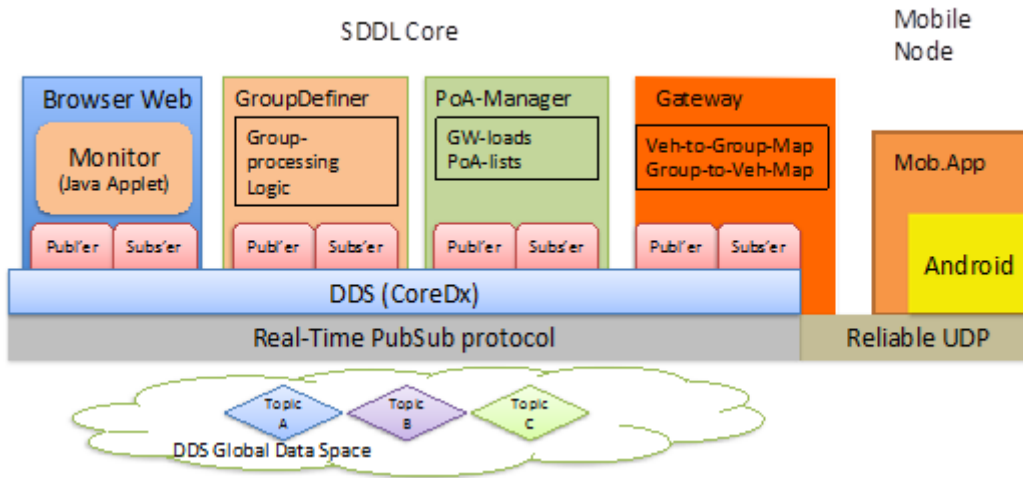 SDDL Core
Mobile
Node
Browser Web
Monitor
(Java Applet)
Publ'er
Subs'er
GroupDefiner
Group-
processing
Logic
Publ'er
Subs'er
PoA-Manager
GW-loads
PoA-lists
Publ'er
Subs'er
Gateway
Veh-to-Group-Map
Group-to-Veh-Map
Publ'er
Subs'er
Mob.App
Android
DDS (CoreDx)
Real-Time PubSub protocol
Reliable UDP
Topic
A
Topic
B
Topic
C
DDS Global Data Space